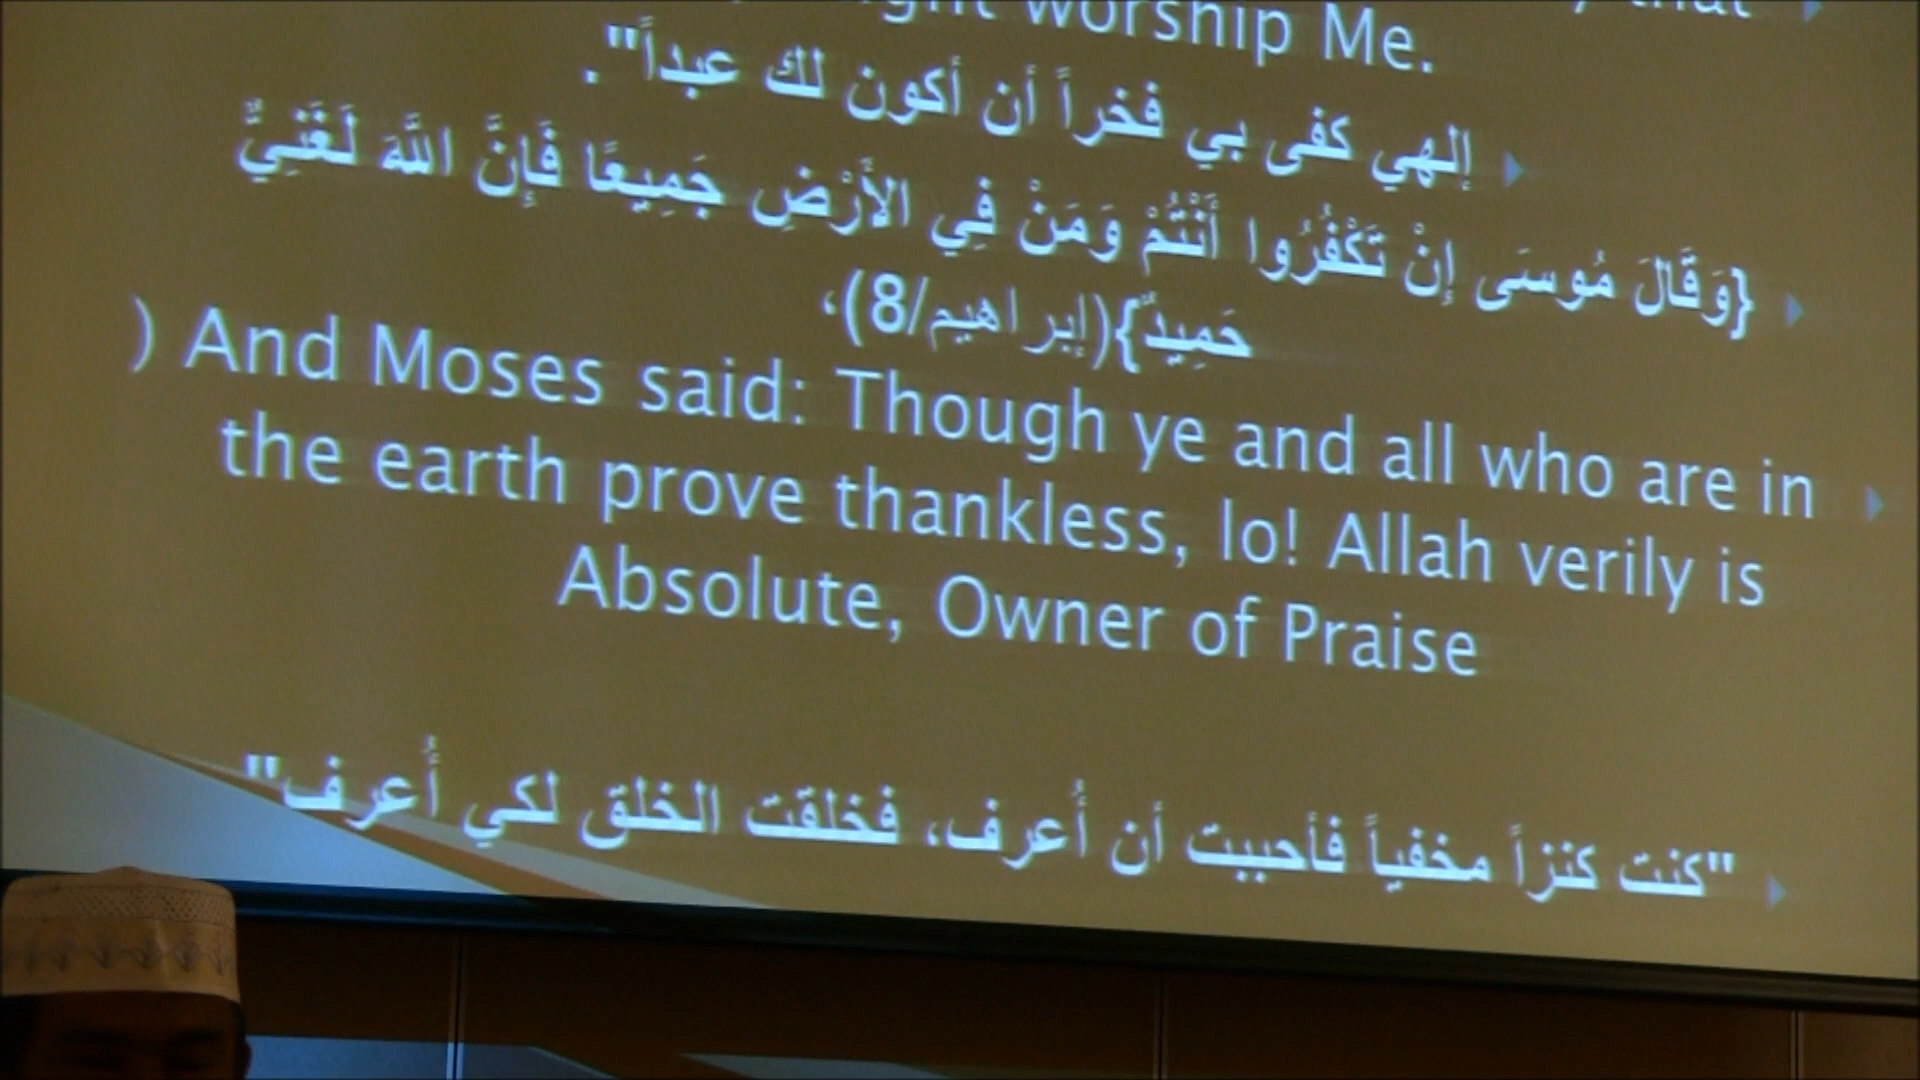 that
worship Me.
إلهي كفى بي فخراً أن أكون لك عبداً".
{وَقَالَ مُوسَى إِنْ تَكْفُرُوا أَنْتُمْ وَمَنْ فِي الأَرْضِ جَمِيعًا فَإِنَّ اللَّهَ لَغَنِيٌّ
حَمِيدٌ}(إبراهيم/8)،
) And Moses said: Though ye and all who are in
the earth prove thankless, lo! Allah verily is
Absolute, Owner of Praise
"كنت كنزاً مخفياً فأحببت أن أُعرف، فخلقت الخلق لكي أُعرف"